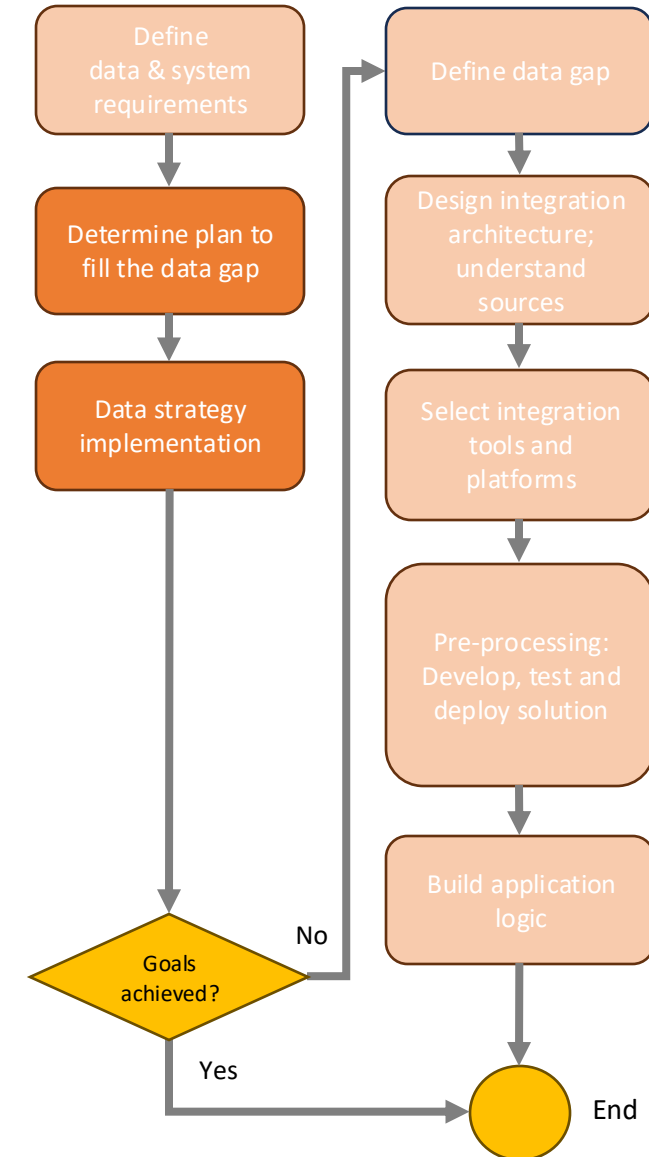 Define
data & system
requirements
Determine plan to
fill the data gap
Data strategy
implementation
Goals
achieved?
No
Yes
Define data gap
Design integration
architecture;
understand
sources
Select integration
tools and
platforms
Pre-processing:
Develop, test and
deploy solution
Build application
logic
End